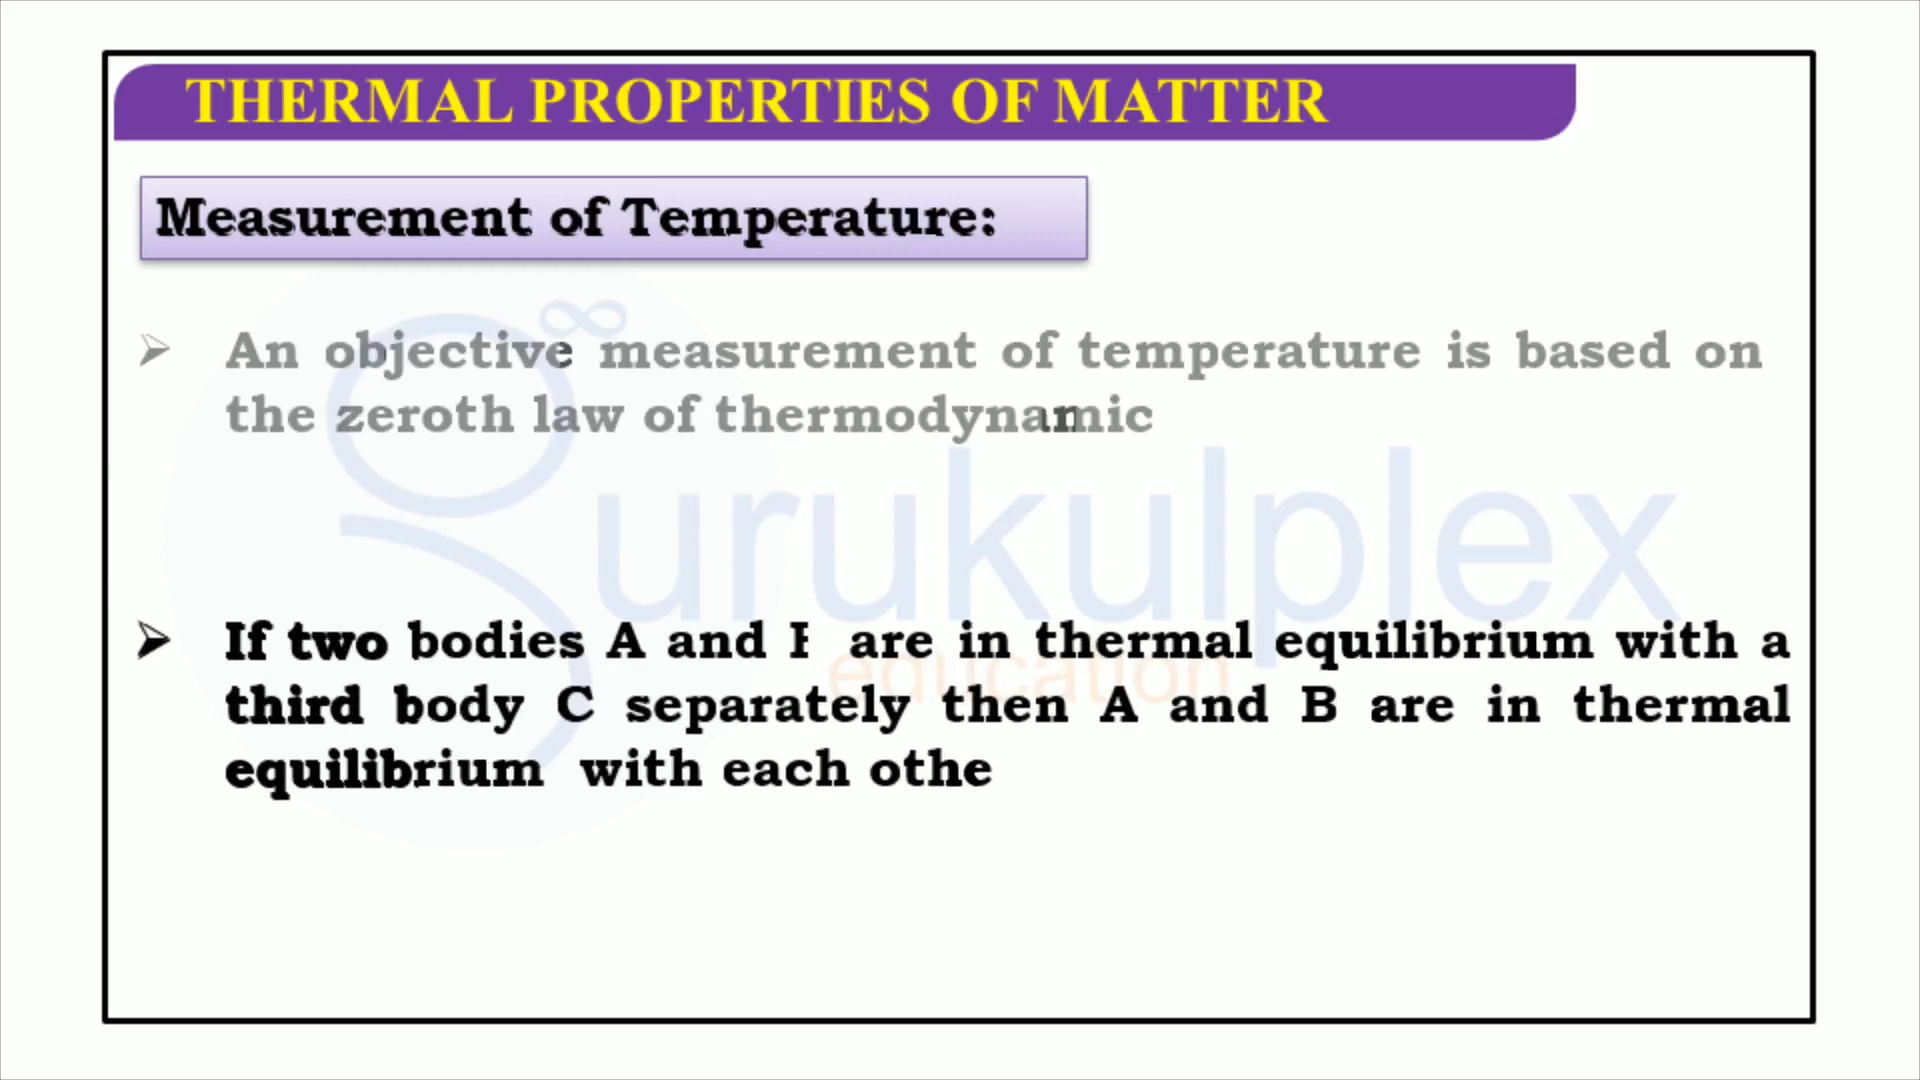 THERMAL PROPERTIES OF MATTER
Measurement of Temperature:
An objective measurement of temperature is based on
the zeroth law of thermodynamic
If two bodies A and F are in thermal equilibrium with a
third body C separately then A and B are in thermal
equilibrium with each othe
gurukulplex
education